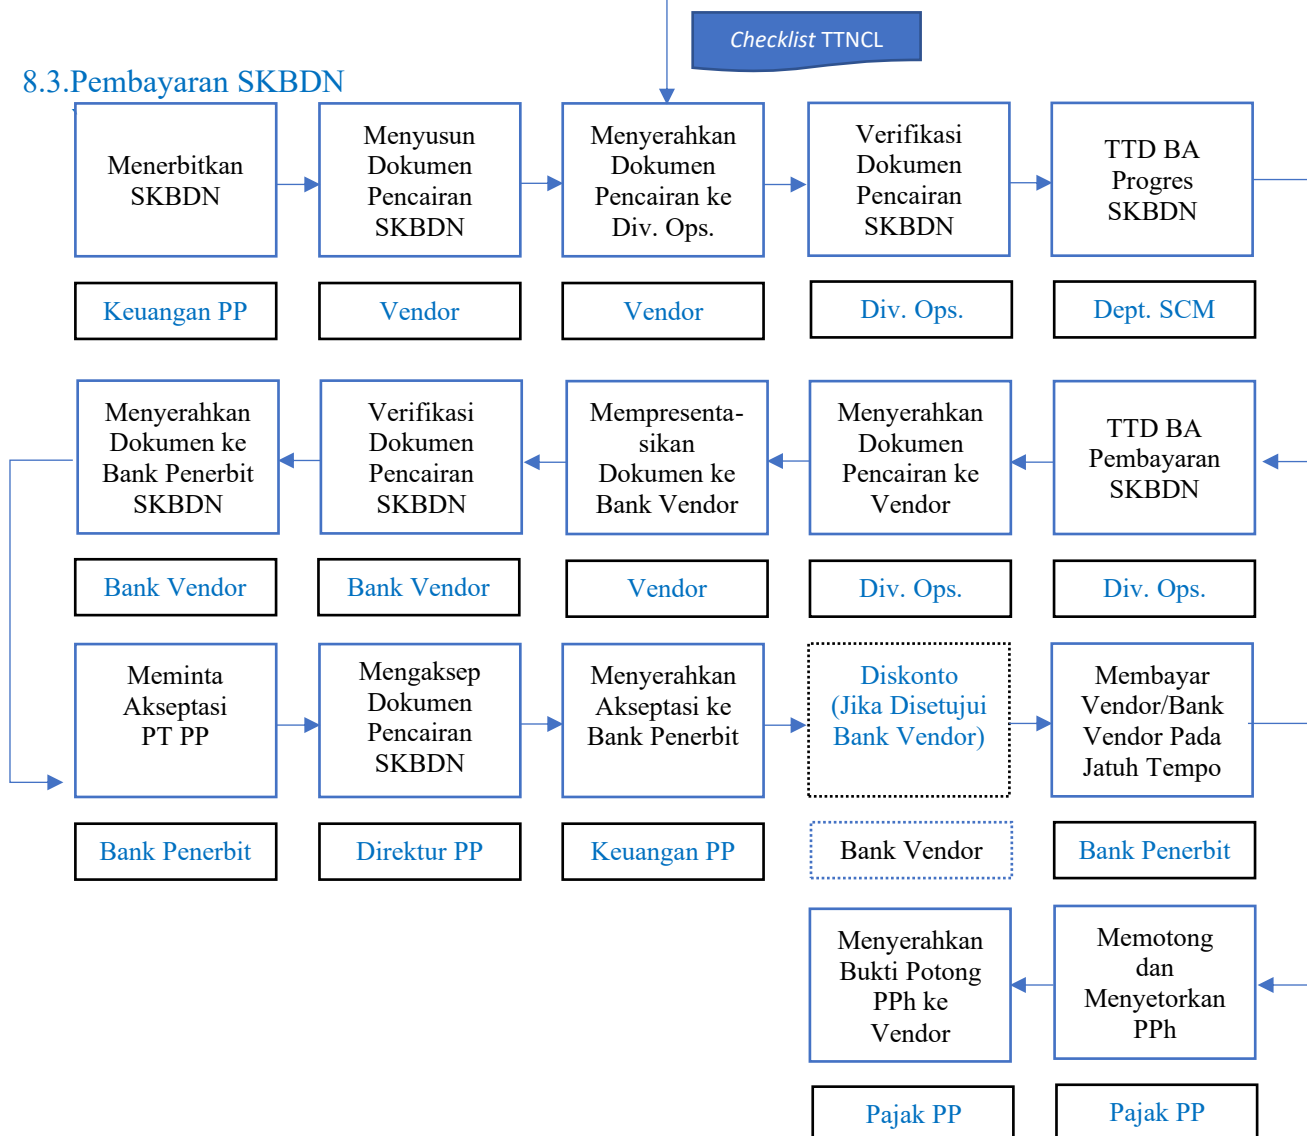 Checklist TTNCL
8.3.Pembayaran SKBDN
Menerbitkan
SKBDN
Menyusun
Dokumen
Pencairan
SKBDN
Menyerahkan
Dokumen
Pencairan ke
Div. Ops.
Verifikasi
Dokumen
Pencairan
SKBDN
TTD BA
Progres
SKBDN
Keuangan PP
Vendor
Vendor
Div. Ops.
Dept. SCM
Menyerahkan
Dokumen ke
Bank Penerbit
SKBDN
Verifikasi
Dokumen
Pencairan
SKBDN
Mempresenta-
sikan
Dokumen ke
Bank Vendor
Menyerahkan
Dokumen
Pencairan ke
Vendor
TTD BA
Pembayaran
SKBDN
Bank Vendor
Bank Vendor
Vendor
Div. Ops.
Div. Ops.
Meminta
Akseptasi
PT PP
Mengaksep
Dokumen
Pencairan
SKBDN
Menyerahkan
Akseptasi ke
Bank Penerbit
Diskonto
(Jika Disetujui
Bank Vendor)
Membayar
Vendor/Bank
Vendor Pada
Jatuh Tempo
Bank Penerbit
Direktur PP
Keuangan PP
Bank Vendor
Bank Penerbit
Menyerahkan
Bukti Potong
PPh ke
Vendor
Memotong
dan
Menyetorkan
PPh
Pajak PP
Pajak PP